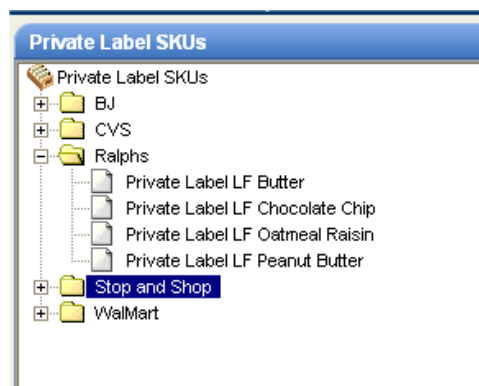 Private Label SKUs
Private Label SKUs
BJ
CVS
Ralphs
Private Label LF Butter
Private Label LF Chocolate Chip
Private Label LF Oatmeal Raisin
Private Label LF Peanut Butter
Stop and Shop
WalMart